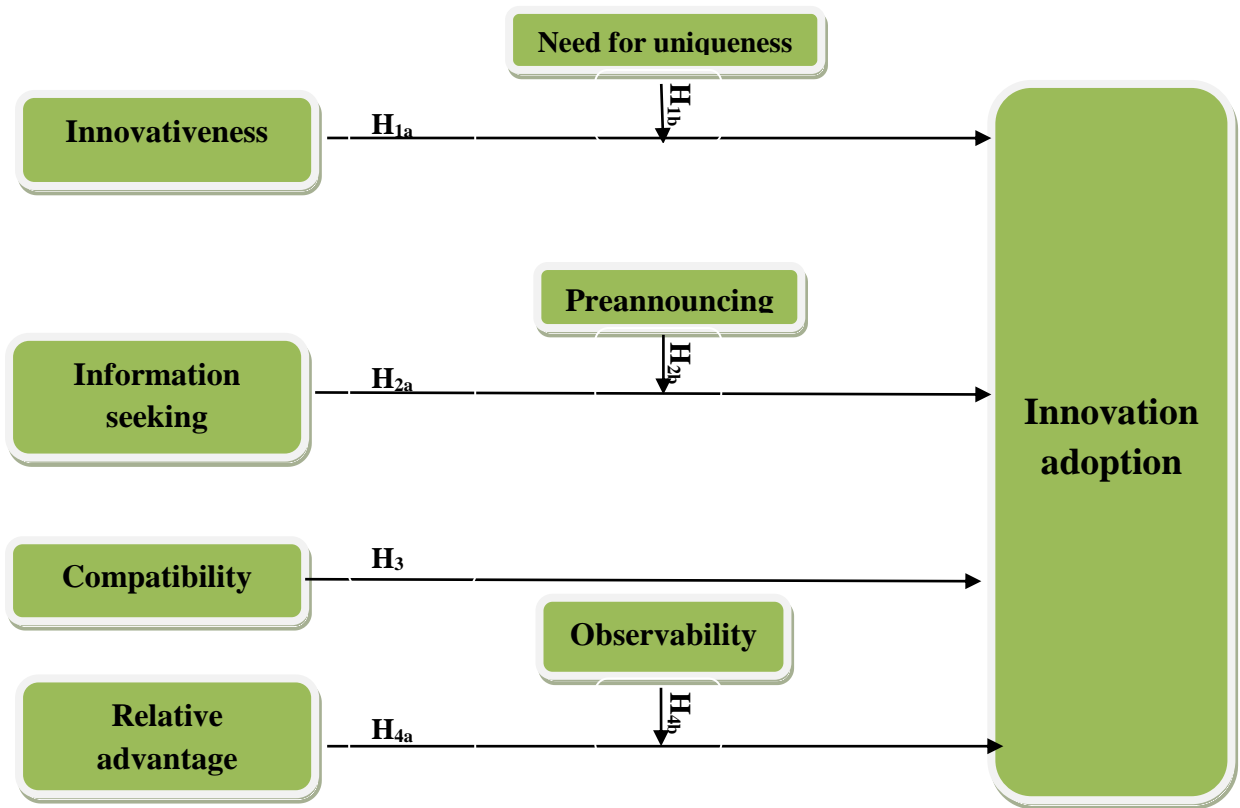 Need for uniqueness
H1b
Innovativeness
H1a
Preannouncing
H2b
Information
seeking
H2a
Innovation
adoption
Compatibility
H3
Observability
H4b
Relative
advantage
H4a